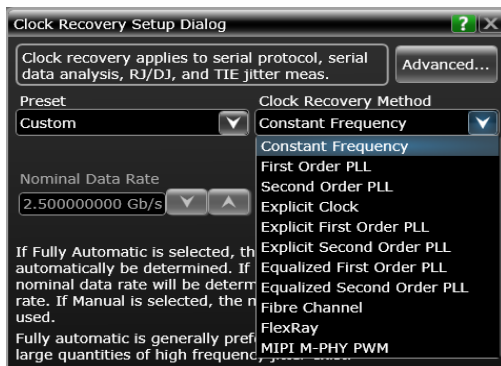 Clock Recovery Setup Dialog
?
X
Clock recovery applies to serial protocol, serial
data analysis, RJ/DJ, and TIE jitter meas.
Advanced...
Preset
Clock Recovery Method
Custom
Constant Frequency
Constant Frequency
First Order PLL
Second Order PLL
Explicit Clock
Explicit First Order PLL
Explicit Second Order PLL
Equalized First Order PLL
Equalized Second Order PLL
Fibre Channel
FlexRay
MIPI M-PHY PWM
Nominal Data Rate
2.500000000 Gb/s
If Fully Automatic is selected, th
automatically be determined. If
nominal data rate will be determ
rate. If Manual is selected, the n
used.
Fully automatic is generally pref
large quantities of high frequency